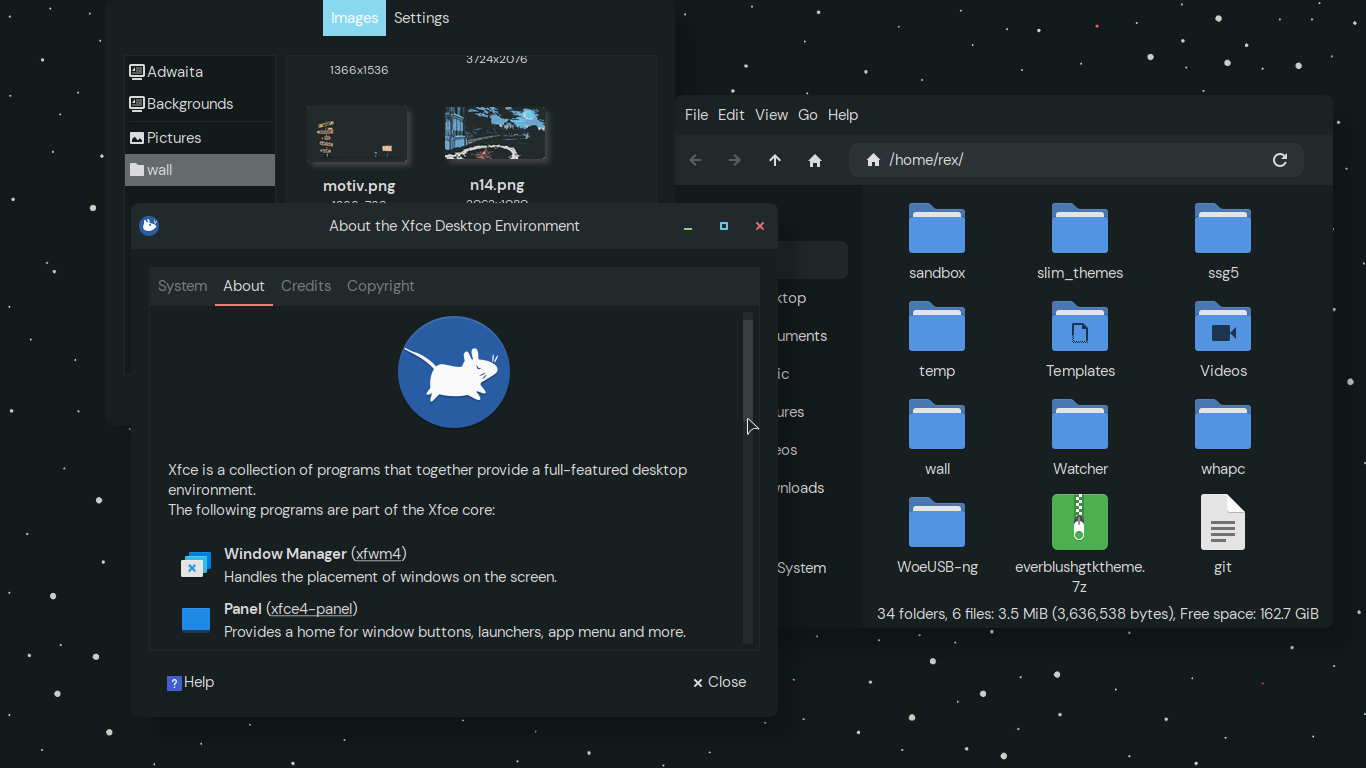 Images Settings
Adwaita
Backgrounds
Pictures
wall
1366x1536
3724x2076
motiv.png
n14.png
File Edit View Go Help
/home/rex/
sandbox
slim_themes
ssg5
temp
Templates
Videos
wall
Watcher
whapc
WoeUSB-ng
everblushgtktheme.
7z
git
34 folders, 6 files: 3.5 MiB (3,636,538 bytes), Free space: 162.7 GiB
ktop
uments
ic
ures
eos
nloads
System
About the Xfce Desktop Environment
System About Credits Copyright
Xfce is a collection of programs that together provide a full-featured desktop
environment.
The following programs are part of the Xfce core:
Window Manager (xfwm4)
Handles the placement of windows on the screen.
Panel (xfce4-panel)
Provides a home for window buttons, launchers, app menu and more.
? Help
Close